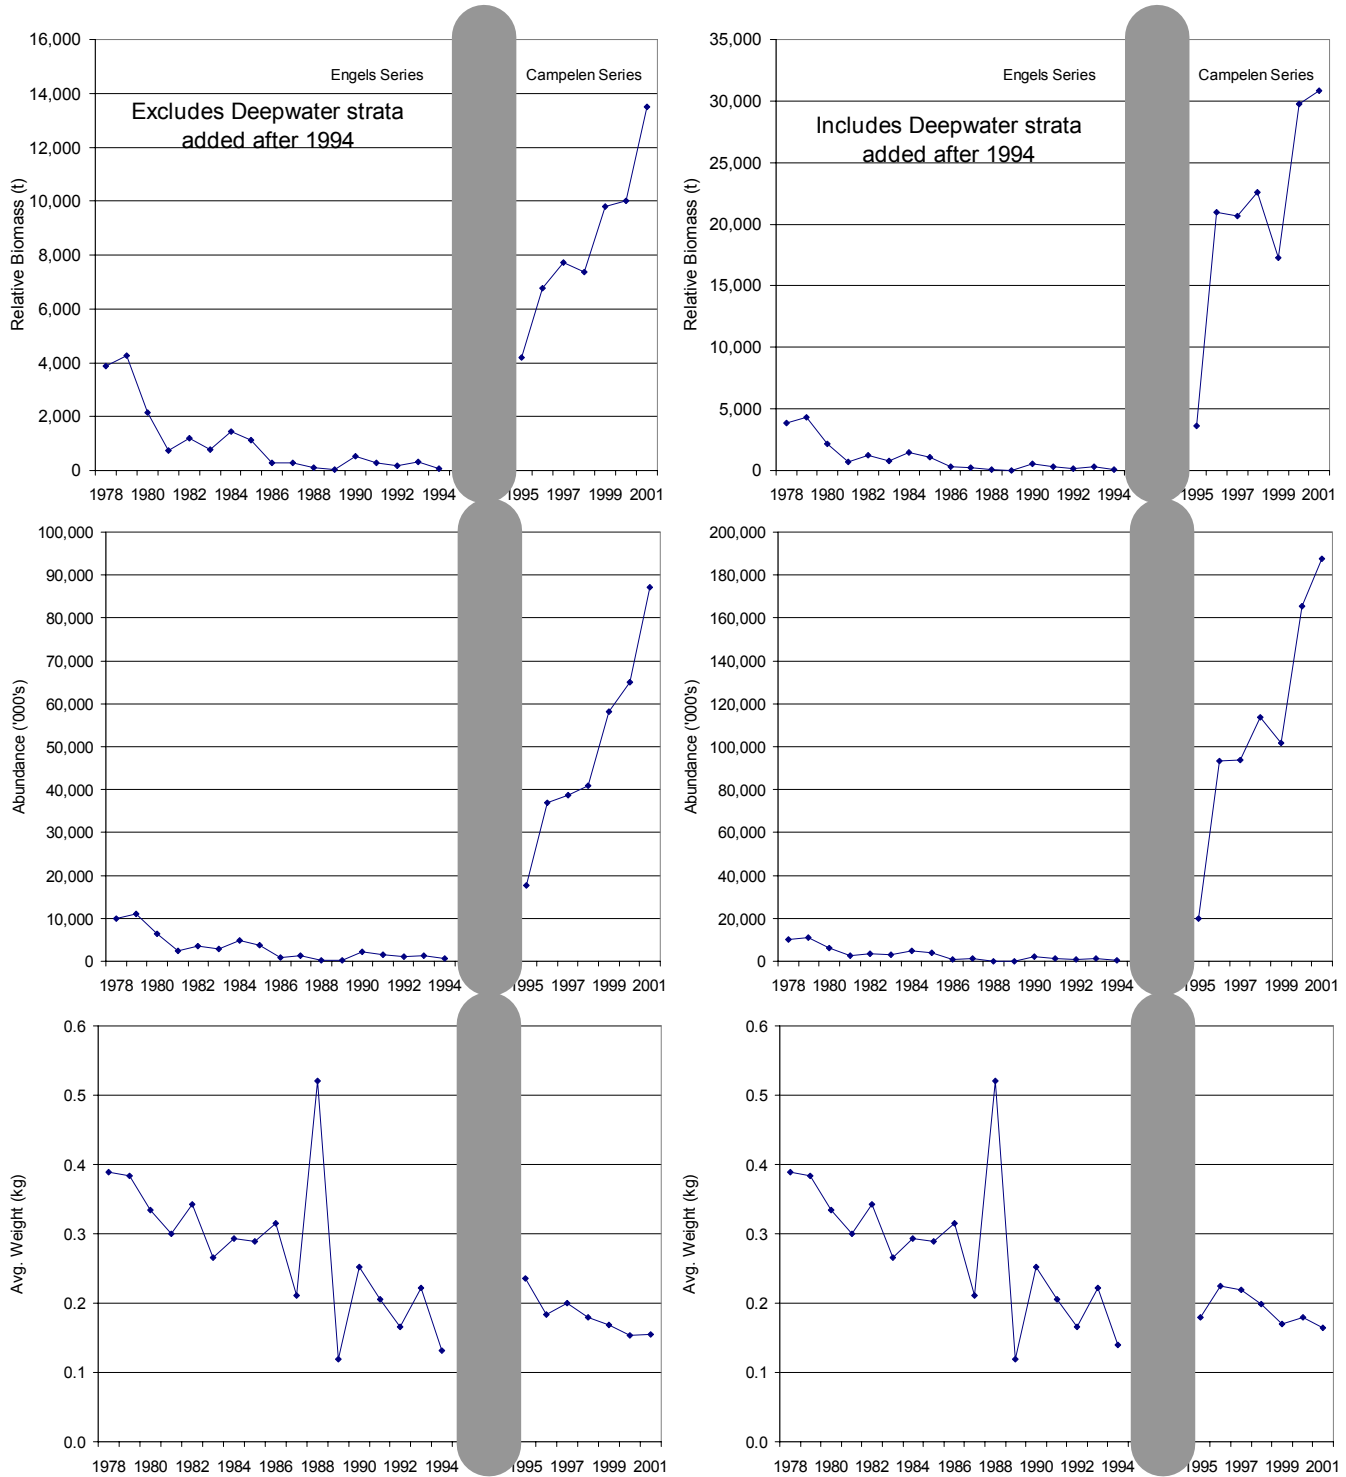 16,000
14,000
12,000
10,000
8,000
6,000
4,000
2,000
0
Relative Biomass (t)
Engels Series
Campelen Series
Excludes Deepwater strata
added after 1994
1978 1980 1982 1984 1986 1988 1990 1992 1994
1995 1997 1999 2001
35,000
30,000
25,000
20,000
15,000
10,000
5,000
0
Relative Biomass (t)
Engels Series
Campelen Series
Includes Deepwater strata
added after 1994
1978 1980 1982 1984 1986 1988 1990 1992 1994
1995 1997 1999 2001
100,000
90,000
80,000
70,000
60,000
50,000
40,000
30,000
20,000
10,000
0
Abundance ('000's)
1978 1980 1982 1984 1986 1988 1990 1992 1994
1995 1997 1999 2001
200,000
180,000
160,000
140,000
120,000
100,000
80,000
60,000
40,000
20,000
0
Abundance ('000's)
1978 1980 1982 1984 1986 1988 1990 1992 1994
1995 1997 1999 2001
0.6
0.5
0.4
0.3
0.2
0.1
0.0
Avg. Weight (kg)
1978 1980 1982 1984 1986 1988 1990 1992 1994
1995 1997 1999 2001
0.6
0.5
0.4
0.3
0.2
0.1
0.0
Avg. Weight (kg)
1978 1980 1982 1984 1986 1988 1990 1992 1994
1995 1997 1999 2001